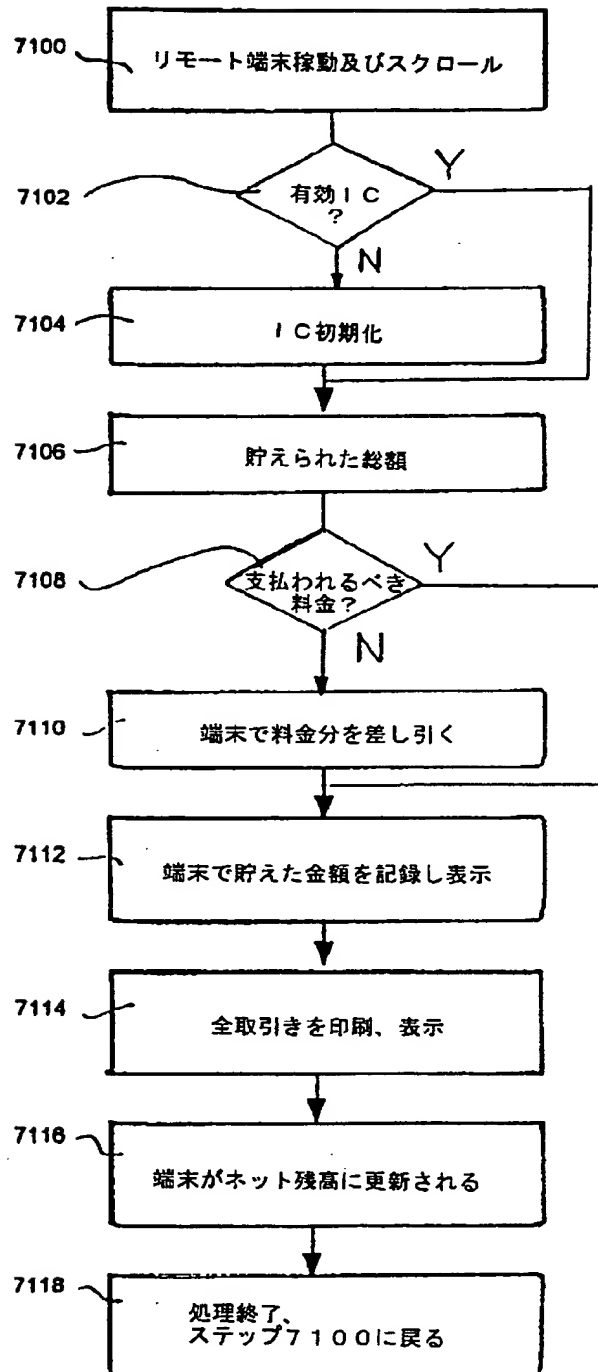 7100
リモート端末稼動及びスクロール
Y
7102
有効IC
?
N
7104
IC初期化
7106
貯えられた総額
Y
7108
支払われるべき
料金?
N
7110
端末で料金分を差し引く
7112
端末で貯えた金額を記録し表示
7114
全取引きを印刷、表示
7116
端末がネット残高に更新される
7118
処理終了、
ステップ7100に戻る